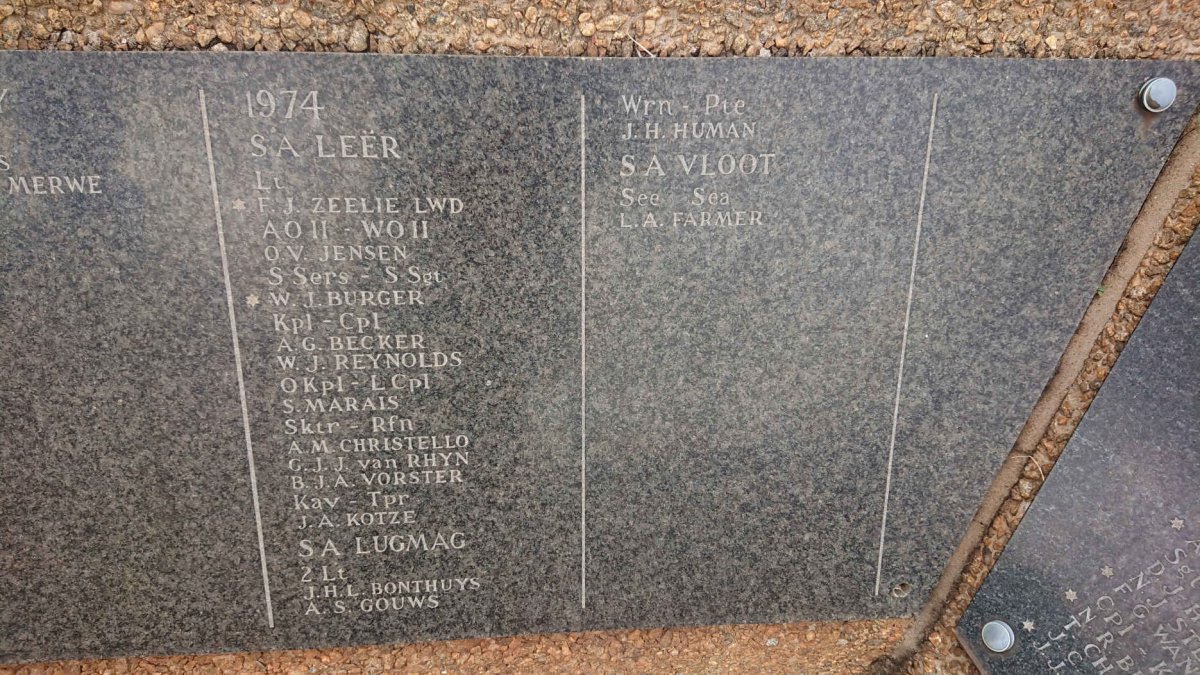 MERWE
1974
S A LEËR
Lt
F. J. ZEELIE LWD
A O II - WO II
O. V. JENSEN
S Sers - S Sgt
W. J. BURGER
Kpl - Cpl
A. G. BECKER
W. J. REYNOLDS
O Kpl - L Cpl
S. MARAIS
Sktr - Rfn
A. M. CHRISTELLO
G. J. J. van RHYN
B. J. A. VORSTER
Kav - Tpr
J. A. KOTZE
S A LUGMAG
2 Lt
J. H. L. BONTHUYS
A. S. GOUWS
Wrn - Pte
J. H. HUMAN
S A VLOOT
See Sea
L. A. FARMER